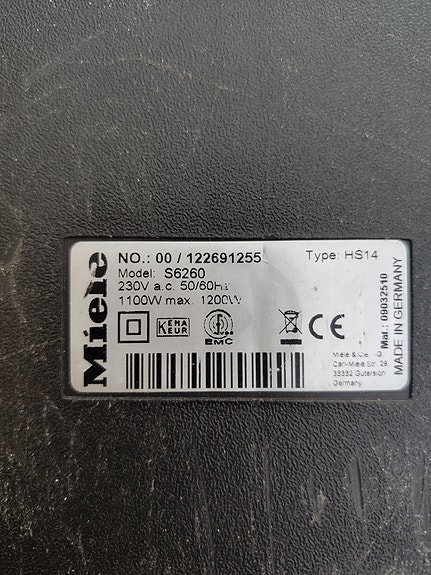 Miele
NO.: 00 / 122691255
Type: HS14
Model: S6260
230V a.c. 50/60Hz
1100W max. 1200W
KEMA
KEUR
EMC
CE
Miele & Cie
Carl-Miele Str. 29
33332 Gütersloh
Germany
Mat.: 09032510
MADE IN GERMANY